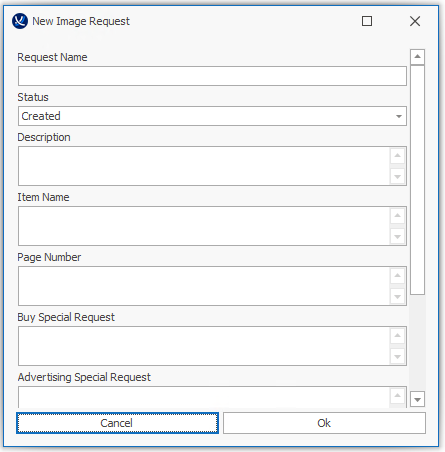 New Image Request
Request Name
Status
Created
Description
Item Name
Page Number
Buy Special Request
Advertising Special Request
Cancel Ok